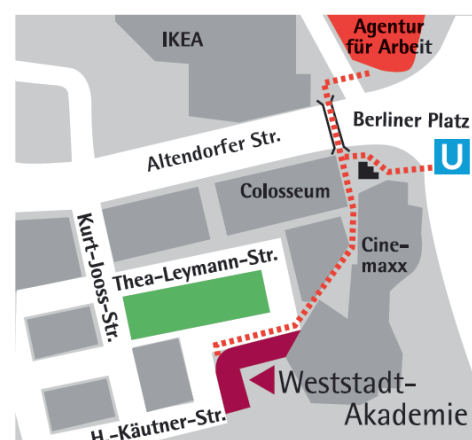 IKEA
Agentur
für Arbeit
Berliner Platz
U
Altendorfer Str.
Colosseum
Kurt-Jooss-Str.
Thea-Leymann-Str.
Cine-
maxx
Weststadt-
Akademie
H.-Käutner-Str.